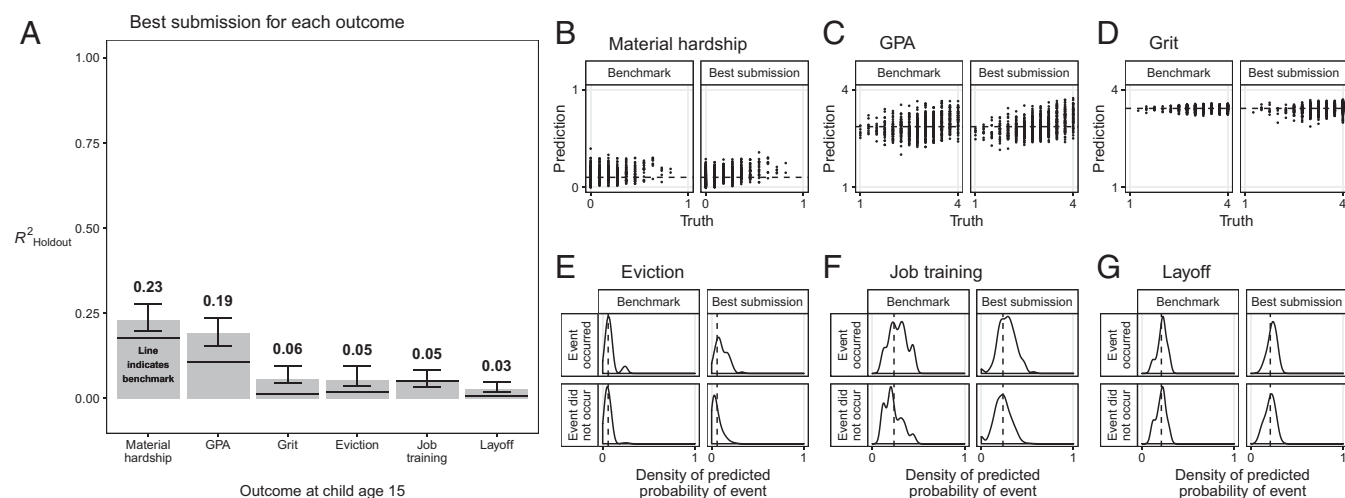 A
Best submission for each outcome
1.00
0.75
0.50
0.25
0.00
R²Holdout
0.23
0.19
0.06
0.05
0.05
0.03
Line
indicates
benchmark
Material
hardship
GPA
Grit
Eviction
Job
training
Layoff
Outcome at child age 15
B
Material hardship
Benchmark
Best submission
Prediction
1
0
0
1
0
1
Truth
C
GPA
Benchmark
Best submission
Prediction
4
1
1
4
1
4
Truth
D
Grit
Benchmark
Best submission
Prediction
4
1
1
4
1
4
Truth
E
Eviction
Benchmark
Best submission
Event
occurred
Event did
not occur
0
1
0
1
Density of predicted
probability of event
F
Job training
Benchmark
Best submission
Event
occurred
Event did
not occur
0
1
0
1
Density of predicted
probability of event
G
Layoff
Benchmark
Best submission
Event
occurred
Event did
not occur
0
1
0
1
Density of predicted
probability of event